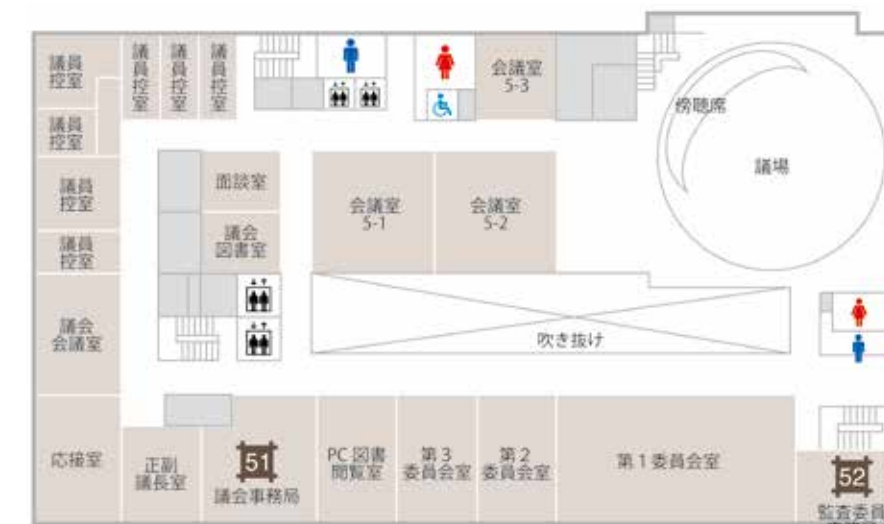 議員
控室
議員
控室
議員
控室
議員
控室
会議室
5-3
傍聴席
議場
議員
控室
議員
控室
面談室
会議室
5-1
会議室
5-2
議員
控室
議会
図書室
議会
会議室
吹き抜け
応接室
正副
議長室
51
議会事務局
PC図書
閲覧室
第3
委員会室
第2
委員会室
第1委員会室
52
監査委員